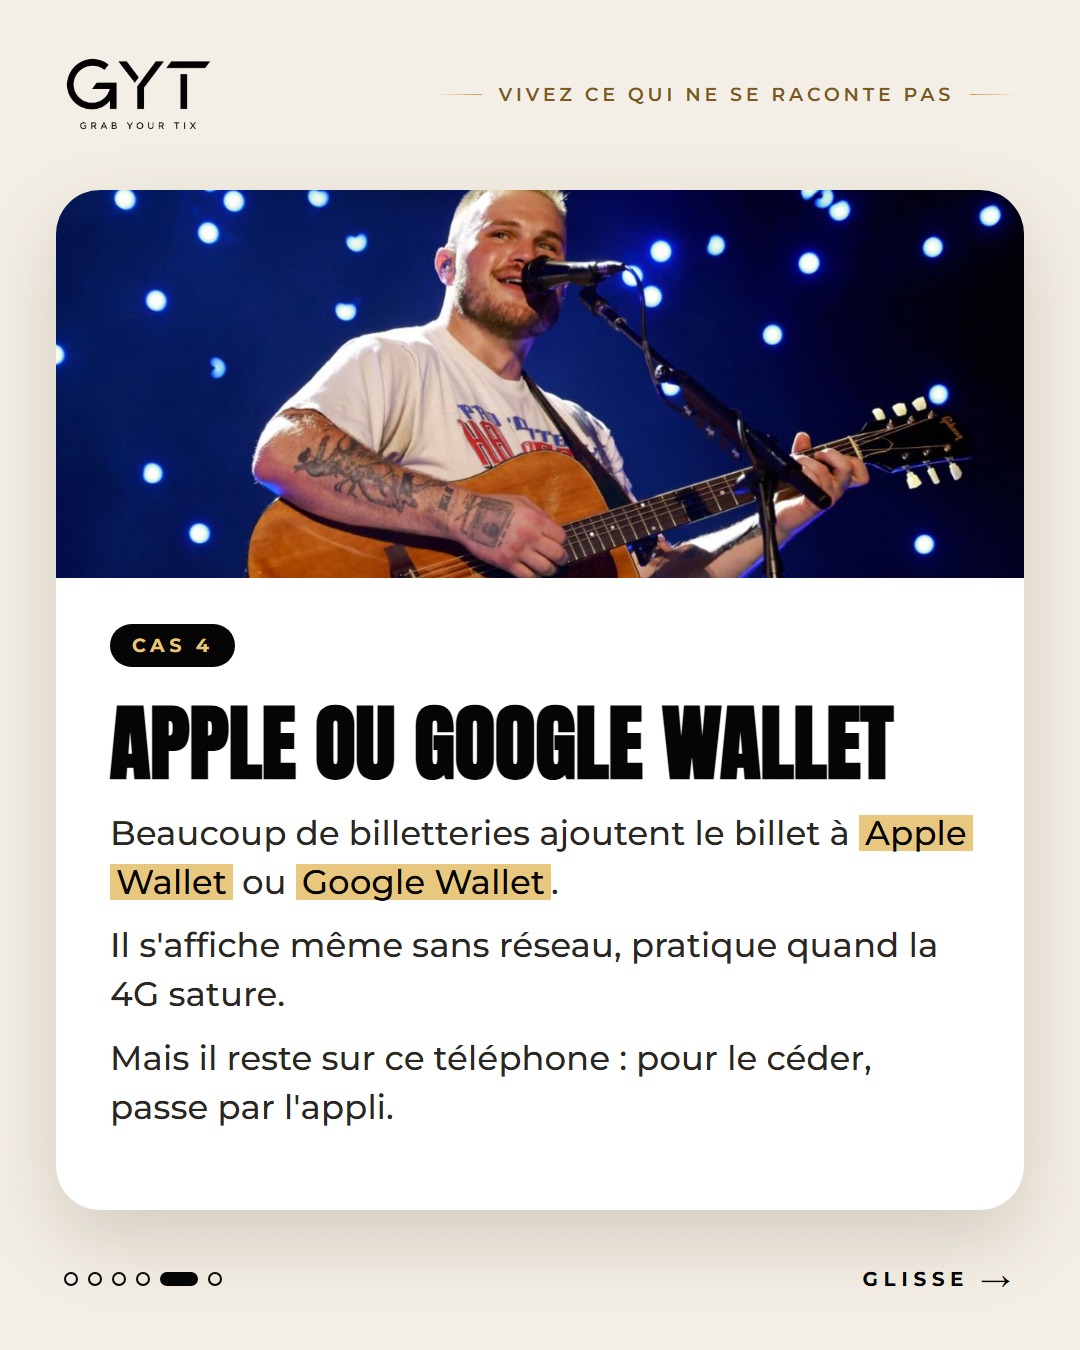 GYT
GRAB YOUR TIX
VIVEZ CE QUI NE SE RACONTE PAS
CAS 4
APPLE OU GOOGLE WALLET
Beaucoup de billetteries ajoutent le billet à Apple
Wallet ou Google Wallet.
Il s'affiche même sans réseau, pratique quand la
4G sature.
Mais il reste sur ce téléphone : pour le céder,
passe par l'appli.
GLISSE →